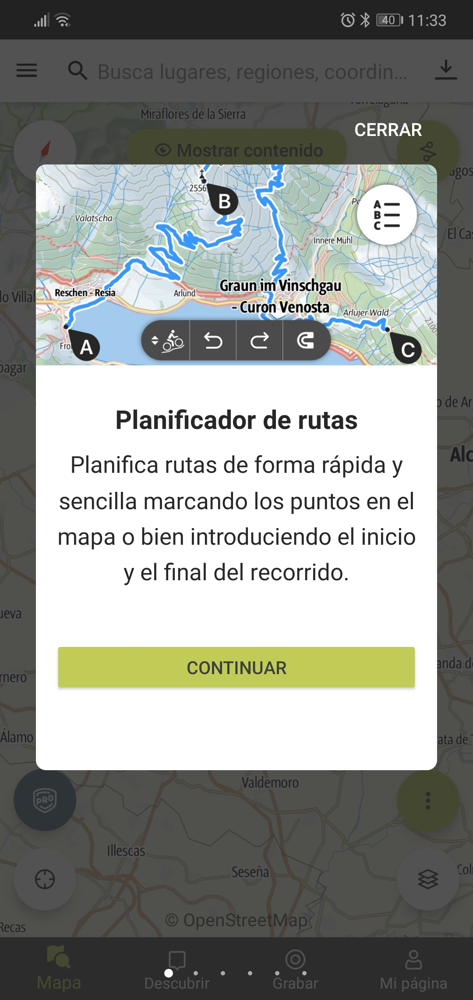 40 11:33
Busca lugares, regiones, coordin...
Miraflores de la Sierra
CERRAR
Mostrar contenido
2556
B
Valatscha
A
B
C
Innere Mühl
Graun im Vinschgau
- Curon Venosta
Reschen - Resia
Arlund
Arlujer Wald
2100
A
C
Planificador de rutas
Planifica rutas de forma rápida y
sencilla marcando los puntos en el
mapa o bien introduciendo el inicio
y el final del recorrido.
CONTINUAR
Álamo
Valdemoro
PRO
Illescas
Seseña
Recas
© OpenStreetMap
Mapa
Descubrir
Grabar
Mi página